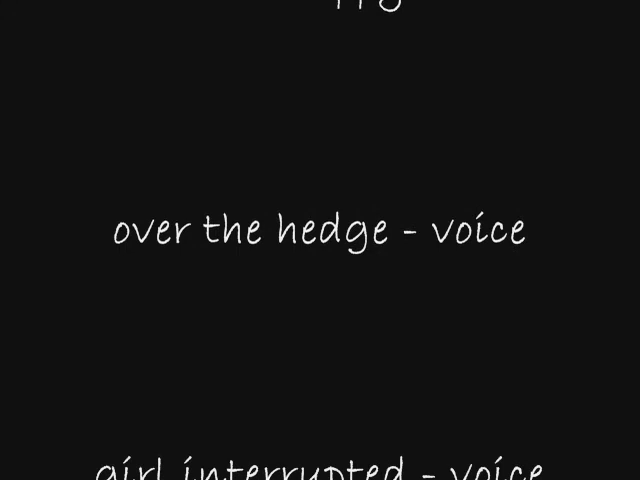 over the hedge - voice
girl interrupted - voice